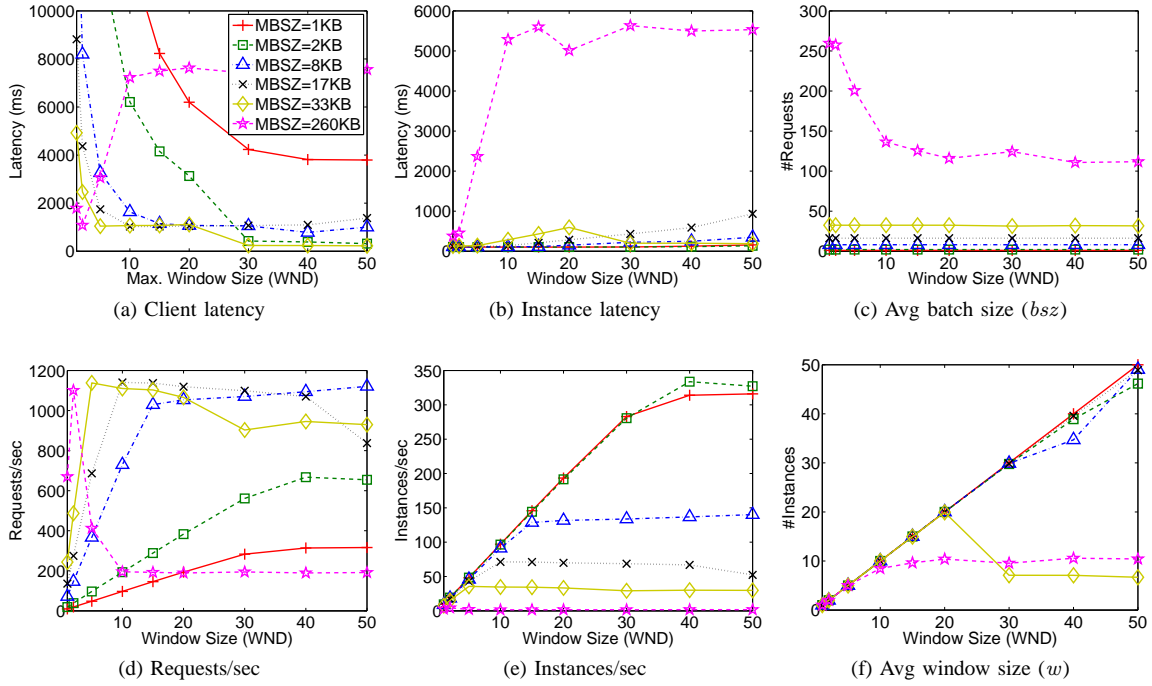 10000
8000
6000
4000
2000
0
10 20 30 40 50
Latency (ms)
Max. Window Size (WND)
MBSZ=1KB
MBSZ=2KB
MBSZ=8KB
MBSZ=17KB
MBSZ=33KB
MBSZ=260KB
(a) Client latency
6000
5000
4000
3000
2000
1000
0
0 10 20 30 40 50
Latency (ms)
Window Size (WND)
(b) Instance latency
300
250
200
150
100
50
0
10 20 30 40 50
#Requests
Window Size (WND)
(c) Avg batch size (bsz)
1200
1000
800
600
400
200
0
10 20 30 40 50
Requests/sec
Window Size (WND)
(d) Requests/sec
350
300
250
200
150
100
50
0
0 10 20 30 40 50
Instances/sec
Window Size (WND)
(e) Instances/sec
50
40
30
20
10
0
0 10 20 30 40 50
#Instances
Window Size (WND)
(f) Avg window size (w)